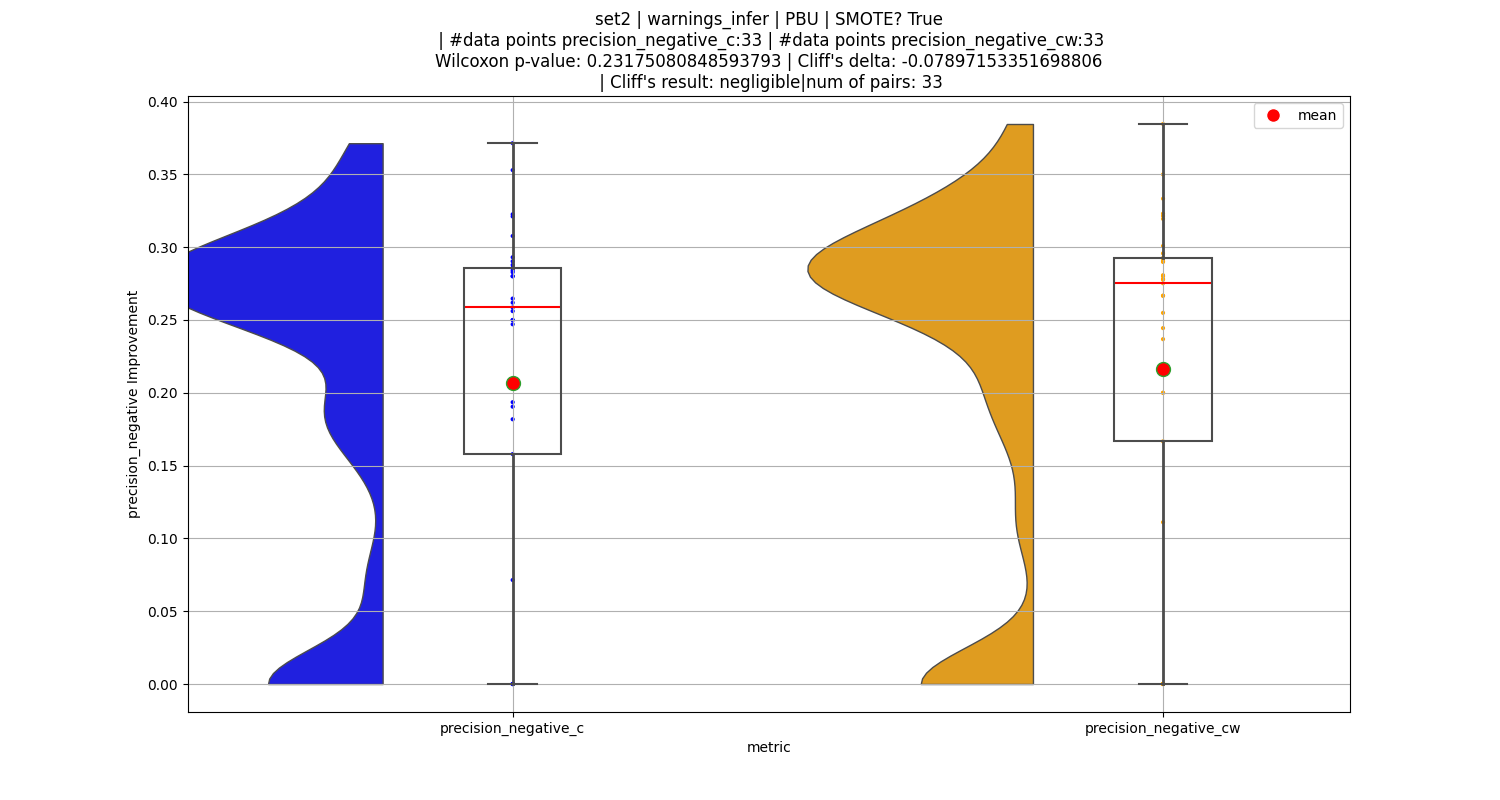 set2 | warnings_infer | PBU | SMOTE? True
| #data points precision_negative_c:33 | #data points precision_negative_cw:33
Wilcoxon p-value: 0.23175080848593793 | Cliff's delta: -0.07897153351698806
| Cliff's result: negligible|num of pairs: 33
mean
0.40
0.35
0.30
0.25
0.20
0.15
0.10
0.05
0.00
precision_negative Improvement
precision_negative_c
precision_negative_cw
metric